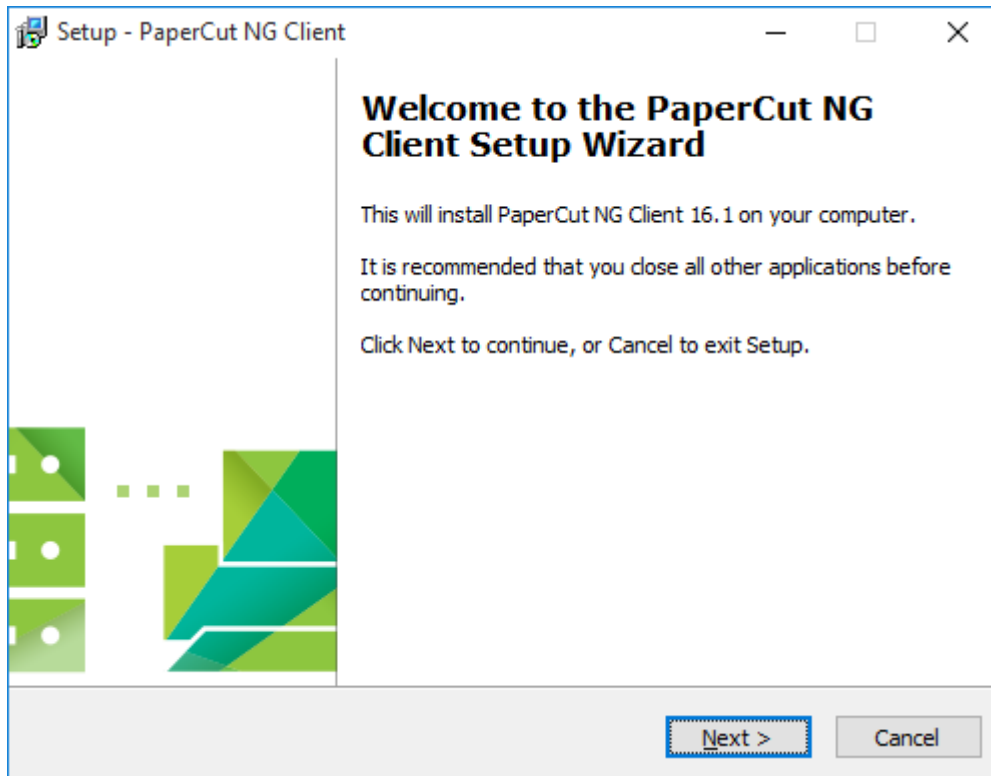 Setup - PaperCut NG Client
Welcome to the PaperCut NG
Client Setup Wizard
This will install PaperCut NG Client 16.1 on your computer.
It is recommended that you close all other applications before
continuing.
Click Next to continue, or Cancel to exit Setup.
Next >
Cancel